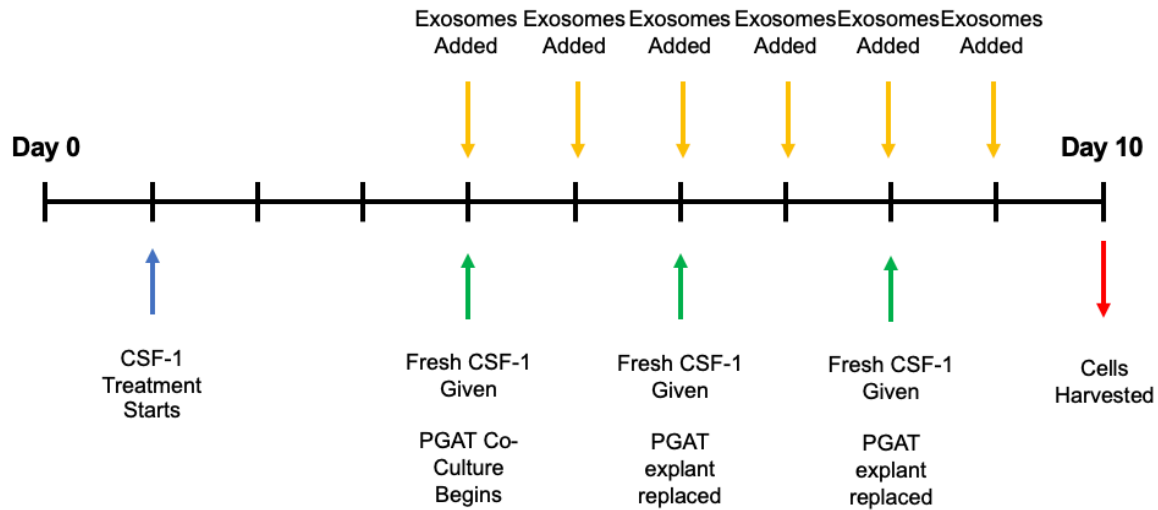 Exosomes Exosomes Exosomes Exosomes Exosomes Exosomes
Added Added Added Added Added Added
Day 0 Day 10
CSF-1
Treatment
Starts
Fresh CSF-1
Given
PGAT Co-
Culture
Begins
Fresh CSF-1
Given
PGAT
explant
replaced
Fresh CSF-1
Given
PGAT
explant
replaced
Cells
Harvested